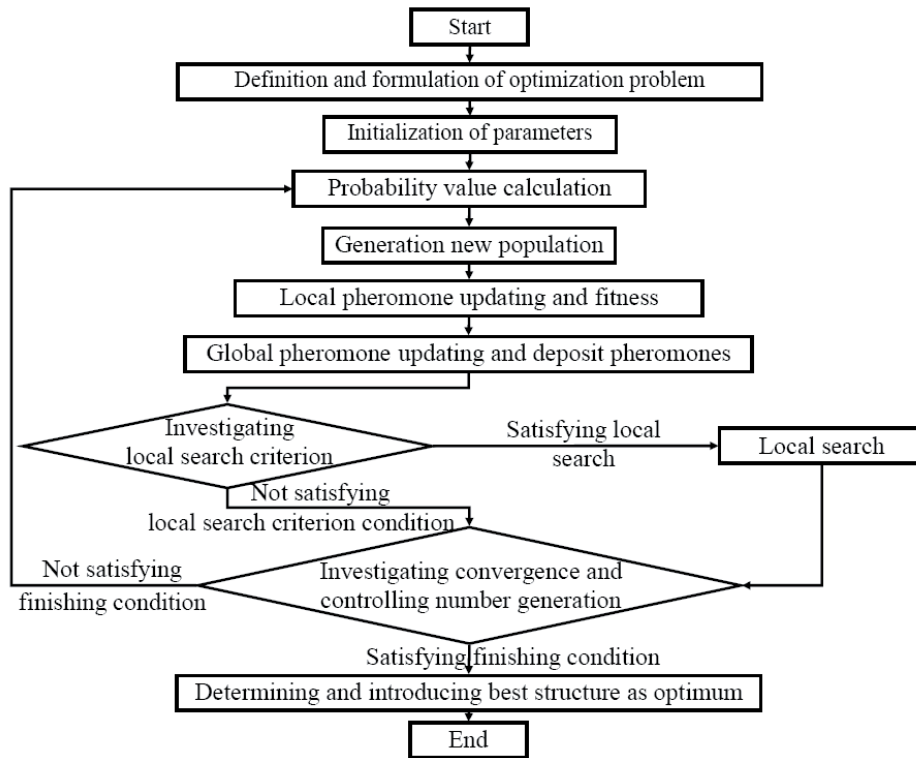 Start
Definition and formulation of optimization problem
Initialization of parameters
Probability value calculation
Generation new population
Local pheromone updating and fitness
Global pheromone updating and deposit pheromones
Investigating
local search criterion
Satisfying local
search
Local search
Not satisfying
local search criterion condition
Not satisfying
finishing condition
Investigating convergence and
controlling number generation
Satisfying finishing condition
Determining and introducing best structure as optimum
End